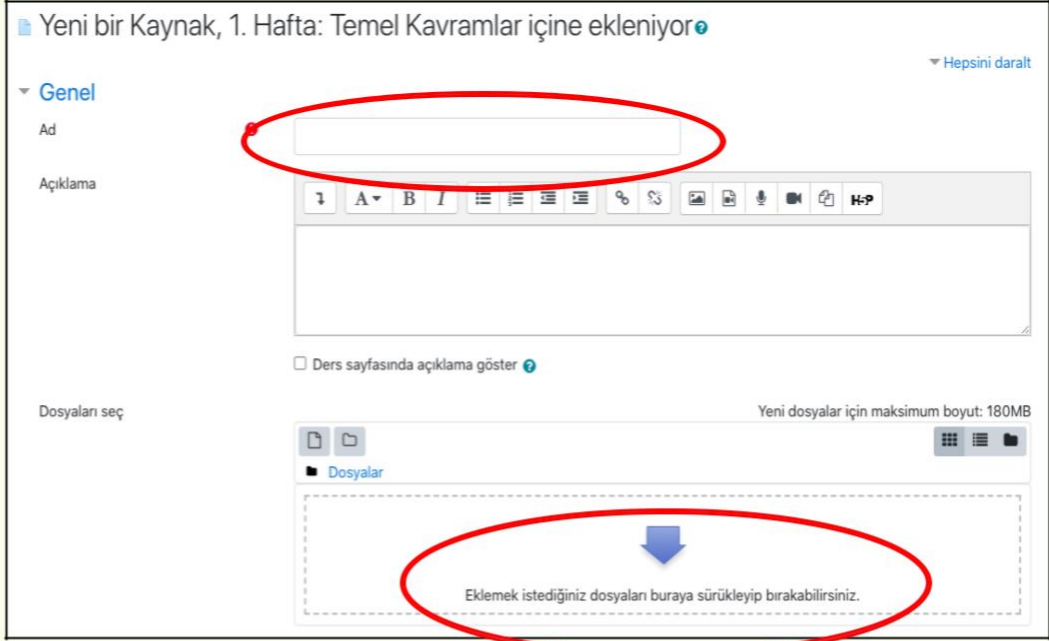 Yeni bir Kaynak, 1. Hafta: Temel Kavramlar içine ekleniyor
Hepsini daralt
Genel
Ad
Açıklama
A B I H-P
Ders sayfasında açıklama göster
Dosyaları seç
Yeni dosyalar için maksimum boyut: 180MB
Dosyalar
Eklemek istediğiniz dosyaları buraya sürükleyip bırakabilirsiniz.